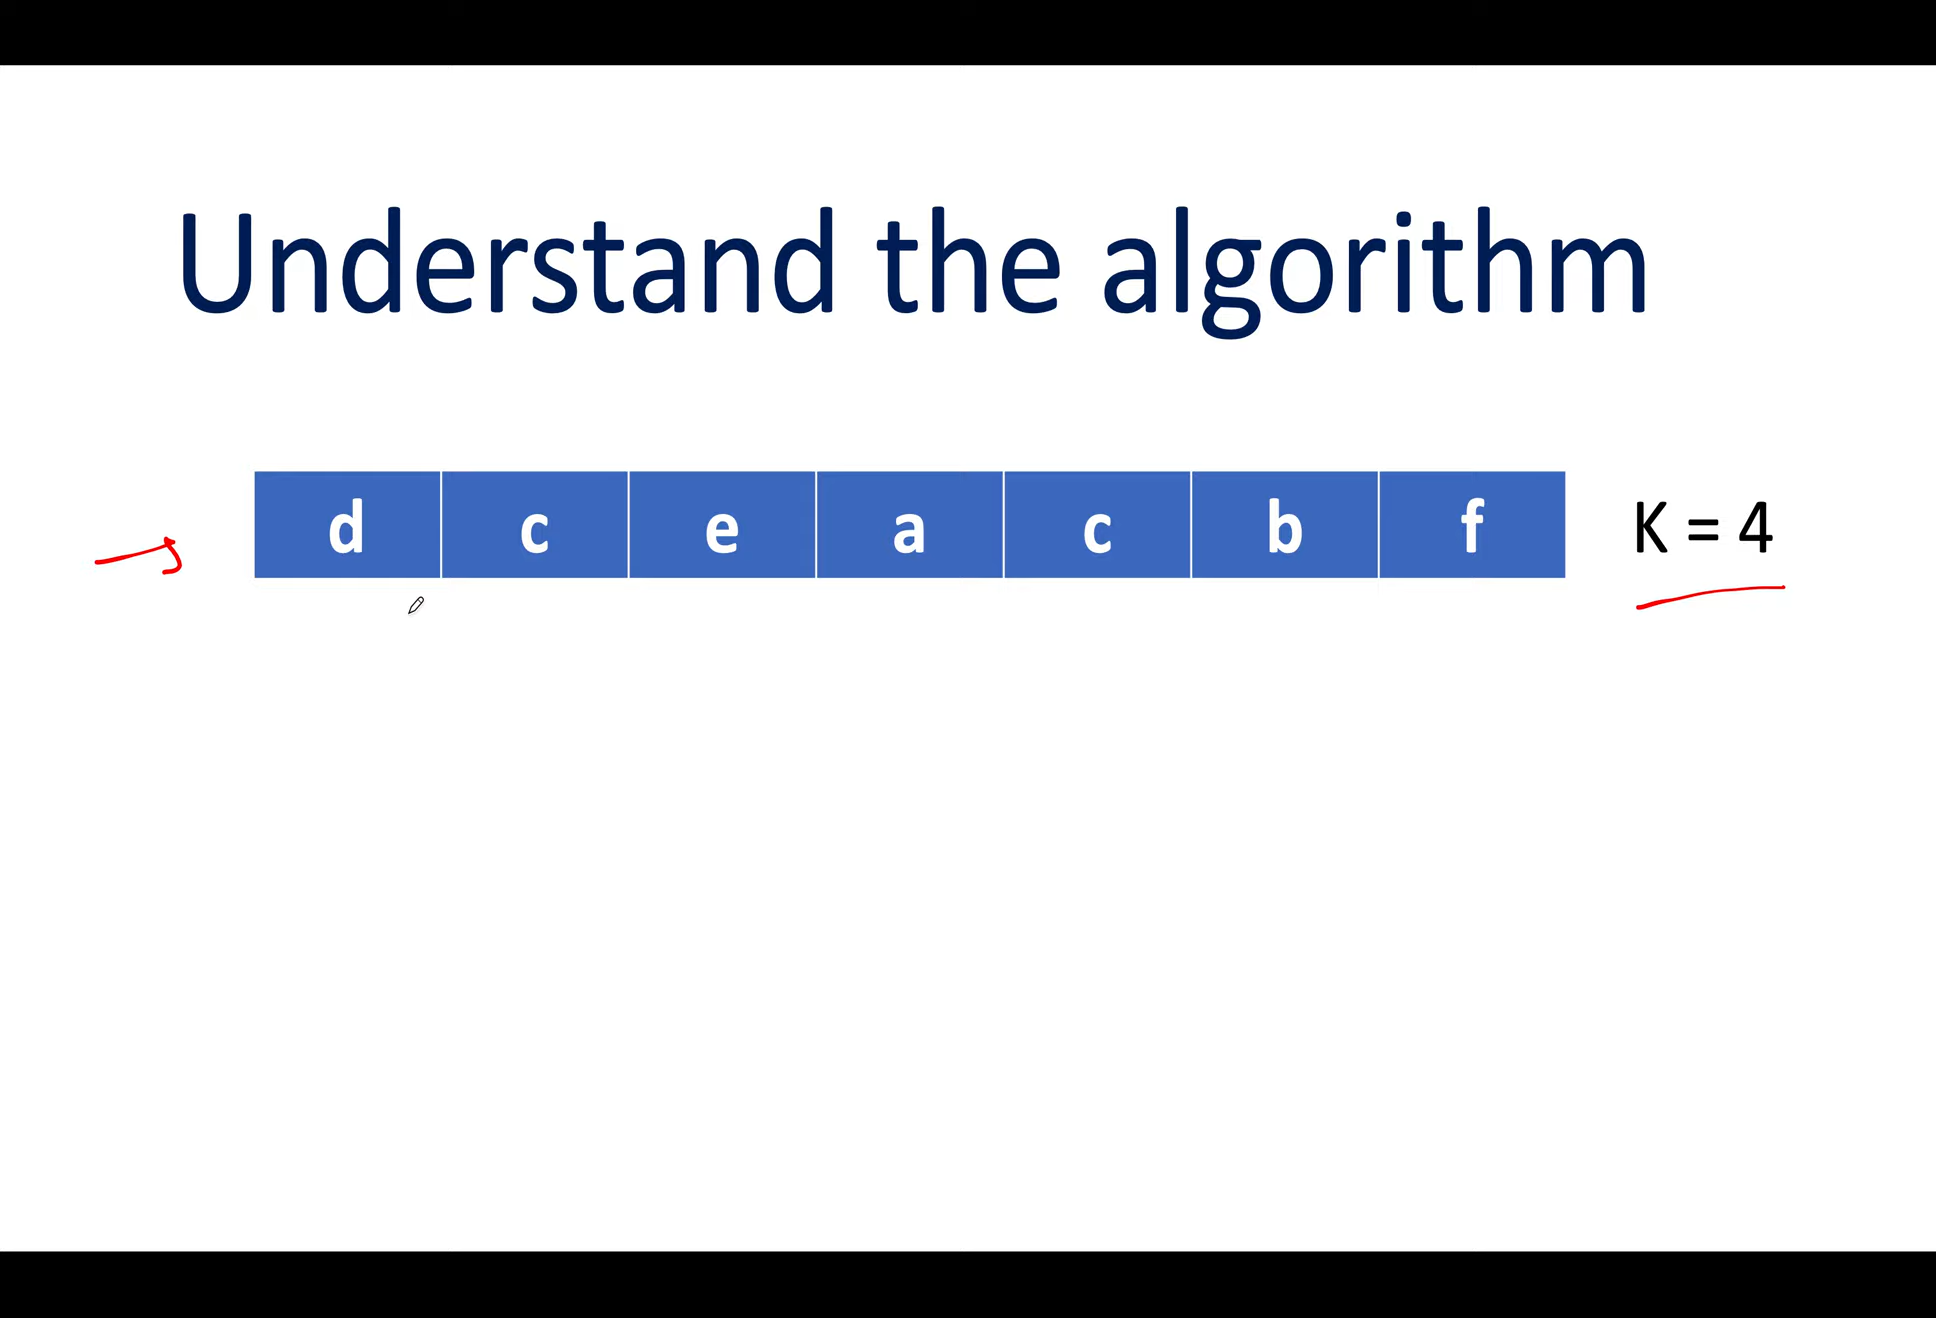 Understand the algorithm
d c e a c b f K = 4